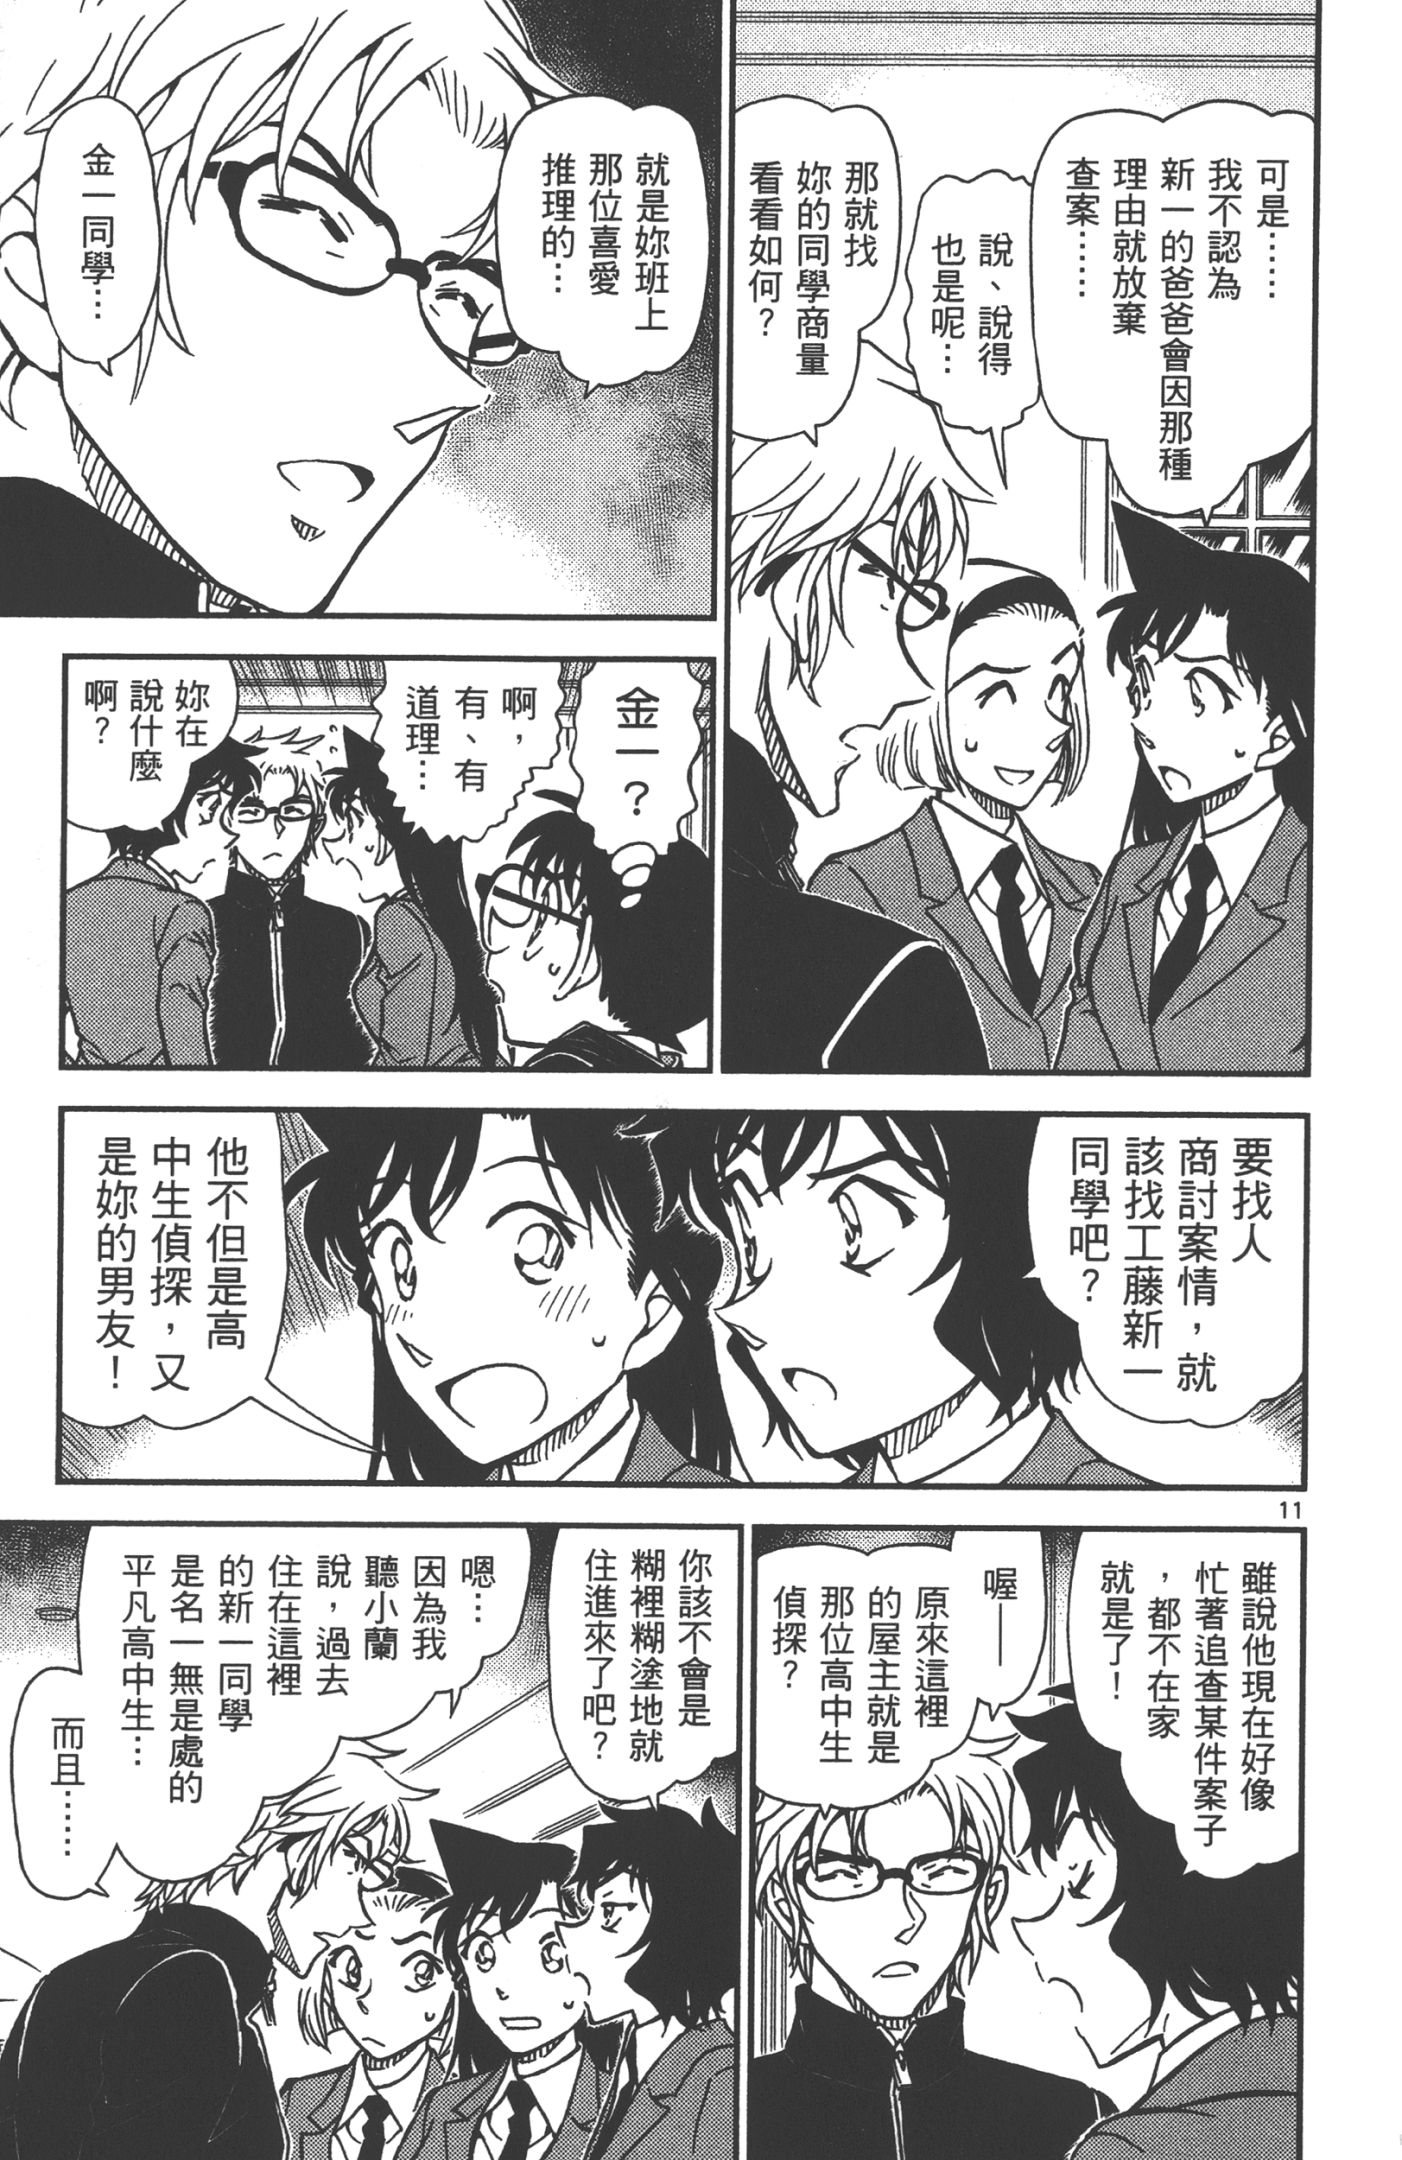 可是……
我不認為
新一的爸爸會因那種
理由就放棄
查案……
說、說得
也是呢…
那就找
妳的同學商量
看看如何？
就是妳班上
那位喜愛
推理的…
金一同學…
金一？
啊，
有、有
道理…
妳在
說什麼
啊？
要找人
商討案情，就
該找工藤新一
同學吧？
他不但是高
中生偵探，又
是妳的男友！
11
雖說他現在好像
忙著追查某件案子
，都不在家
就是了！
喔——
原來這裡
的屋主就是
那位高中生
偵探？
你該不會是
糊裡糊塗地就
住進來了吧？
嗯…
因為我
聽小蘭
說，過去
住在這裡
的新一同學
是名一無是處的
平凡高中生…
而且……